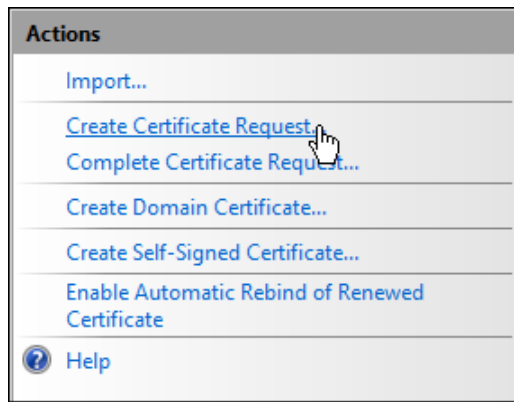 Actions
Import...
Create Certificate Request...
Complete Certificate Request...
Create Domain Certificate...
Create Self-Signed Certificate...
Enable Automatic Rebind of Renewed
Certificate
Help